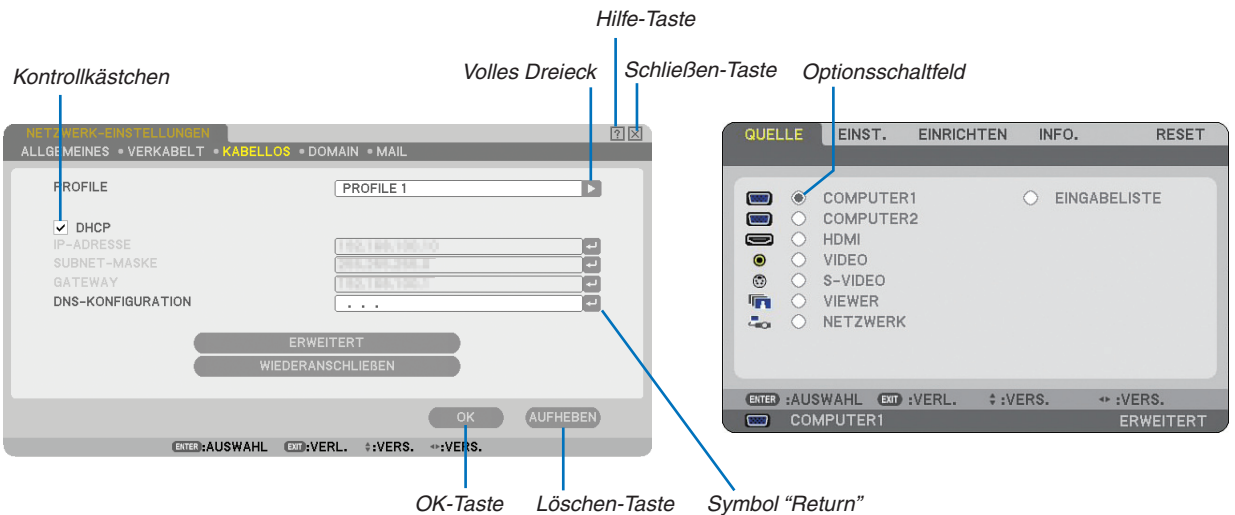 Hilfe-Taste
Kontrollkästchen
Volles Dreieck
Schließen-Taste
Optionsschaltfeld
NETZWERK-EINSTELLUNGEN
ALLGEMEINES • VERKABELT • KABELLOS • DOMAIN • MAIL
PROFILE
PROFILE 1
DHCP
IP-ADRESSE
SUBNET-MASKE
GATEWAY
DNS-KONFIGURATION
. . .
ERWEITERT
WIEDERANSCHLIEßEN
OK
AUFHEBEN
ENTER :AUSWAHL EXIT :VERL. :VERS. :VERS.
QUELLE EINST. EINRICHTEN INFO. RESET
COMPUTER1 EINGABELISTE
COMPUTER2
HDMI
VIDEO
S-VIDEO
VIEWER
NETZWERK
ENTER :AUSWAHL EXIT :VERL. :VERS. :VERS.
COMPUTER1 ERWEITERT
OK-Taste
Löschen-Taste
Symbol “Return”